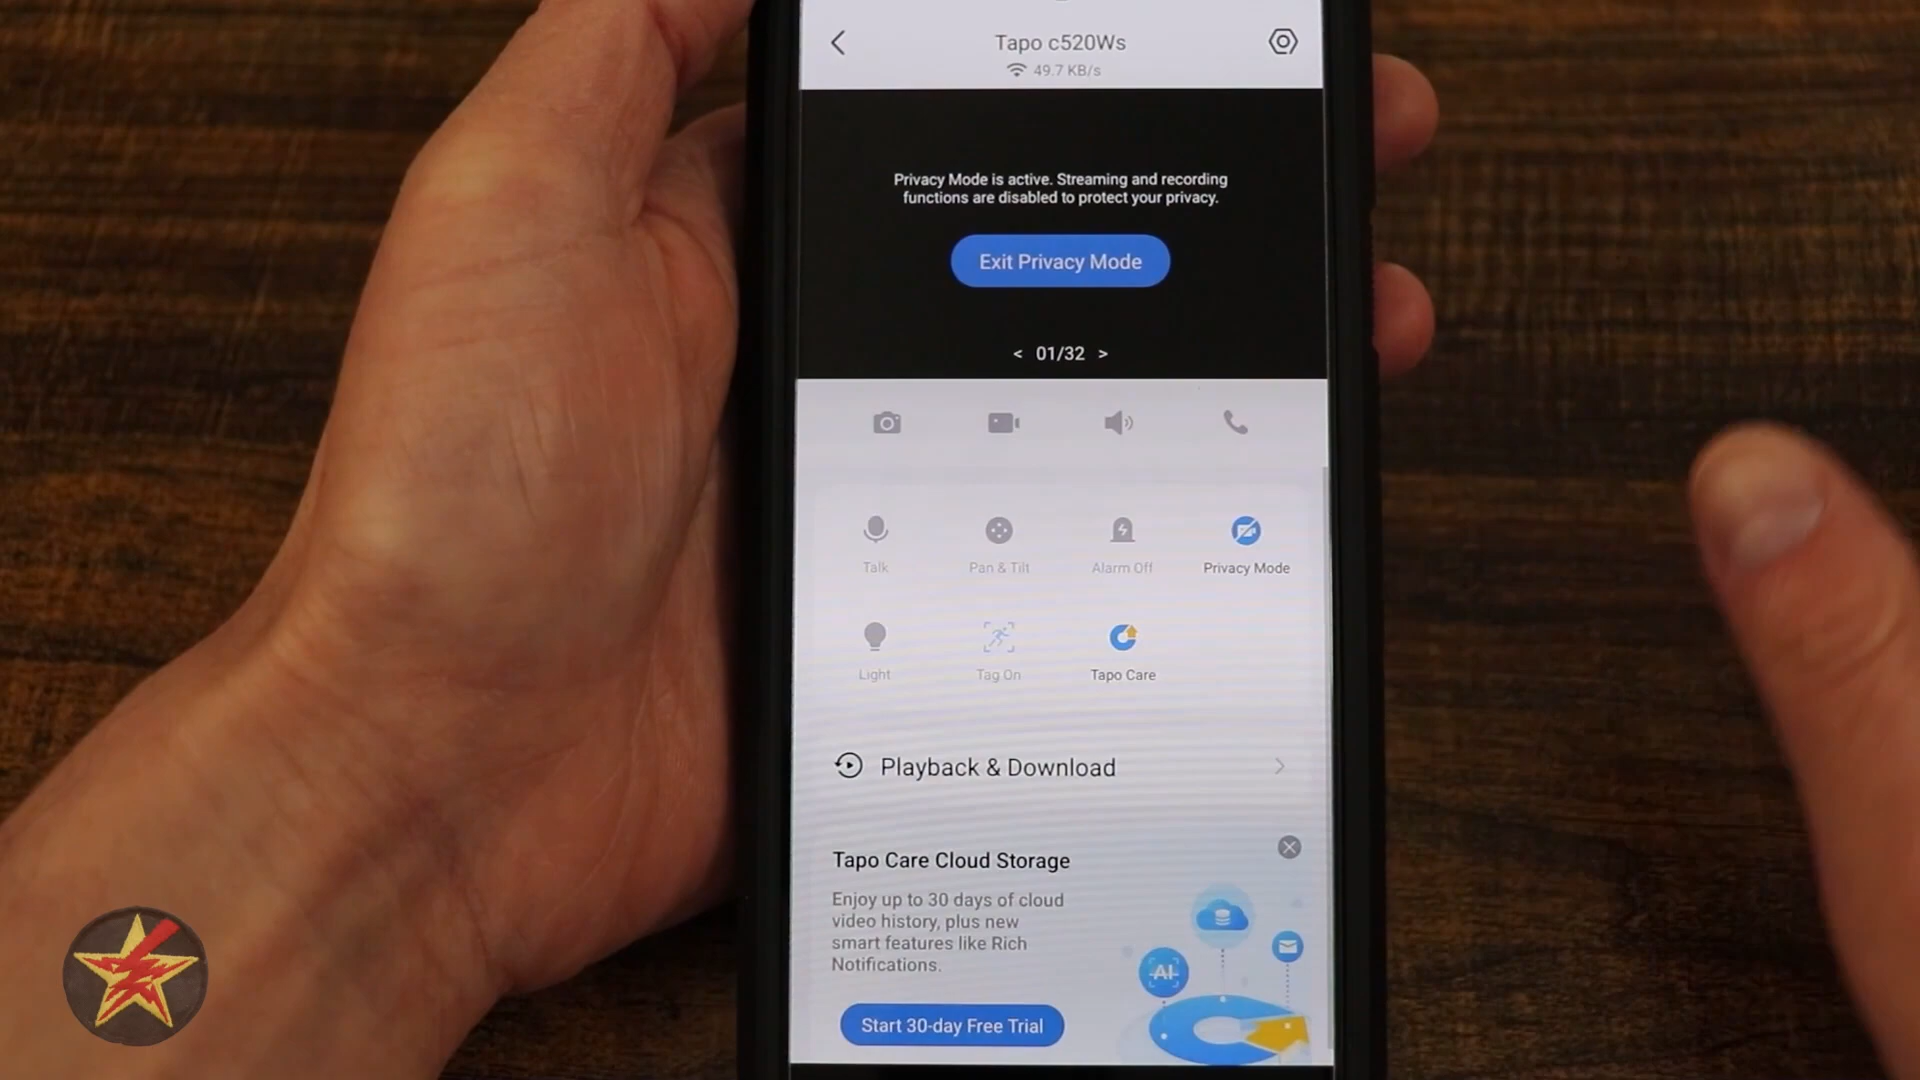 Tapo c520Ws
49.7 KB/s
Privacy Mode is active. Streaming and recording
functions are disabled to protect your privacy.
Exit Privacy Mode
< 01/32 >
Talk
Pan & Tilt
Alarm Off
Privacy Mode
Light
Tag On
Tapo Care
Playback & Download
Tapo Care Cloud Storage
Enjoy up to 30 days of cloud
video history, plus new
smart features like Rich
Notifications.
AI
Start 30-day Free Trial